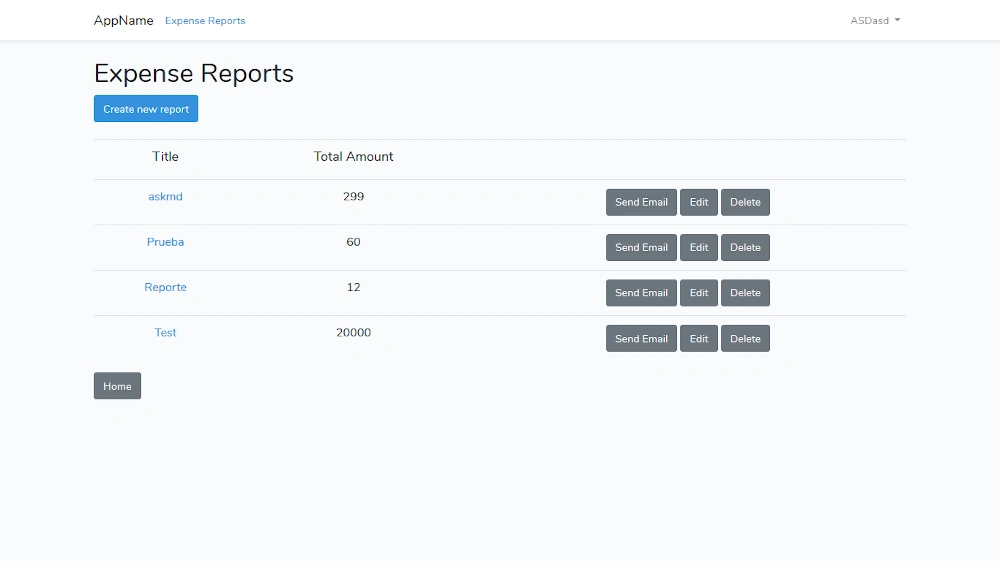 AppName Expense Reports ASDasd
Expense Reports
Create new report
Title Total Amount
askmd 299 Send Email Edit Delete
Prueba 60 Send Email Edit Delete
Reporte 12 Send Email Edit Delete
Test 20000 Send Email Edit Delete
Home